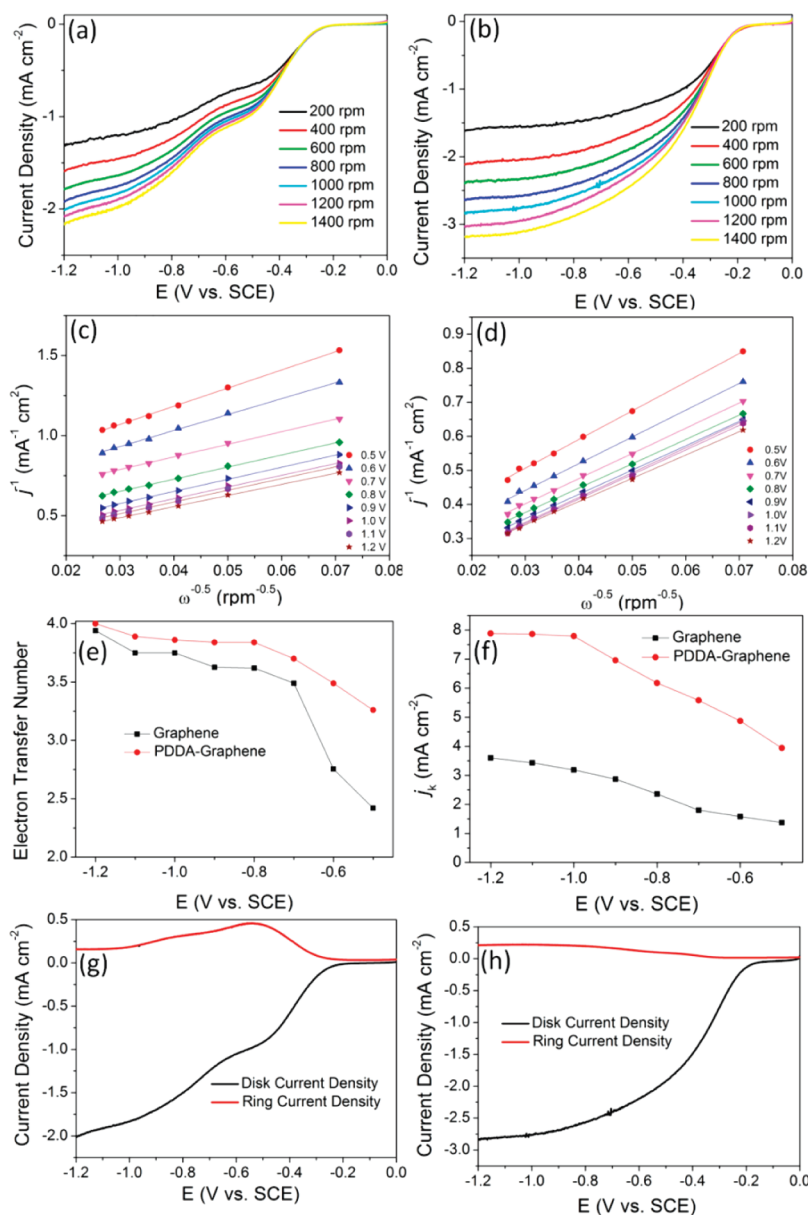 (a)
Current Density (mA cm⁻²)
0
-1
-2
200 rpm
400 rpm
600 rpm
800 rpm
1000 rpm
1200 rpm
1400 rpm
-1.2 -1.0 -0.8 -0.6 -0.4 -0.2 0.0
E (V vs. SCE)
(b)
Current Density (mA cm⁻²)
0
-1
-2
-3
200 rpm
400 rpm
600 rpm
800 rpm
1000 rpm
1200 rpm
1400 rpm
-1.2 -1.0 -0.8 -0.6 -0.4 -0.2 0.0
E (V vs. SCE)
(c)
j⁻¹ (mA⁻¹ cm²)
1.5
1.0
0.5
0.5 V
0.6 V
0.7 V
0.8 V
0.9 V
1.0 V
1.1 V
1.2 V
0.02 0.03 0.04 0.05 0.06 0.07 0.08
ω⁻⁰·⁵ (rpm⁻⁰·⁵)
(d)
j⁻¹ (mA⁻¹ cm²)
0.9
0.8
0.7
0.6
0.5
0.4
0.3
0.5V
0.6V
0.7V
0.8V
0.9V
1.0V
1.1V
1.2V
0.02 0.03 0.04 0.05 0.06 0.07 0.08
ω⁻⁰·⁵ (rpm⁻⁰·⁵)
(e)
Electron Transfer Number
4.0
3.5
3.0
2.5
2.0
Graphene
PDDA-Graphene
-1.2 -1.0 -0.8 -0.6
E (V vs. SCE)
(f)
jk (mA cm⁻²)
8
7
6
5
4
3
2
1
0
Graphene
PDDA-Graphene
-1.2 -1.0 -0.8 -0.6
E (V vs. SCE)
(g)
Current Density (mA cm⁻²)
0.5
0.0
-0.5
-1.0
-1.5
-2.0
Disk Current Density
Ring Current Density
-1.2 -1.0 -0.8 -0.6 -0.4 -0.2 0.0
E (V vs. SCE)
(h)
Current Density (mA cm⁻²)
0.5
0.0
-0.5
-1.0
-1.5
-2.0
-2.5
-3.0
Disk Current Density
Ring Current Density
-1.2 -1.0 -0.8 -0.6 -0.4 -0.2 0.0
E (V vs. SCE)